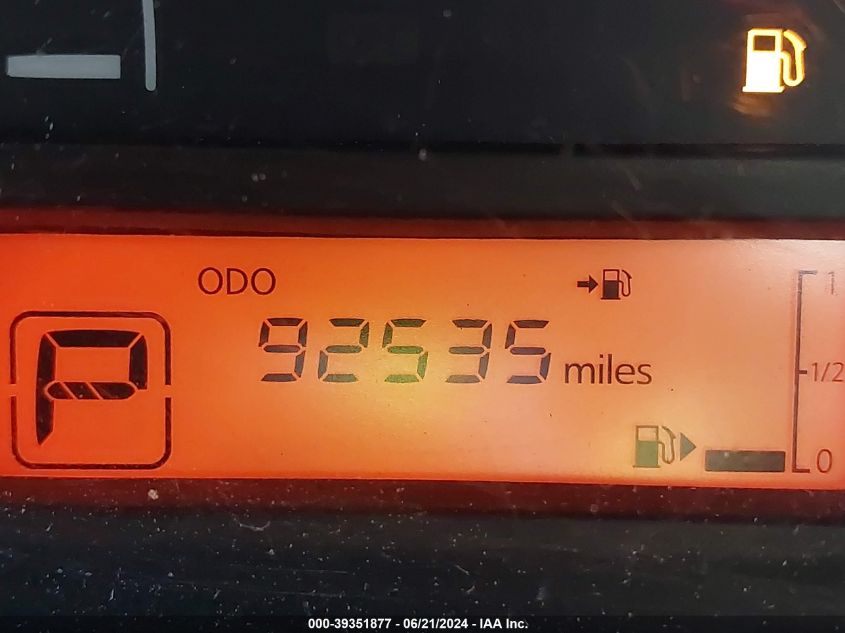 ODO
P
92535 miles
1
1/2
0
000-39351877 - 06/21/2024 - IAA Inc.